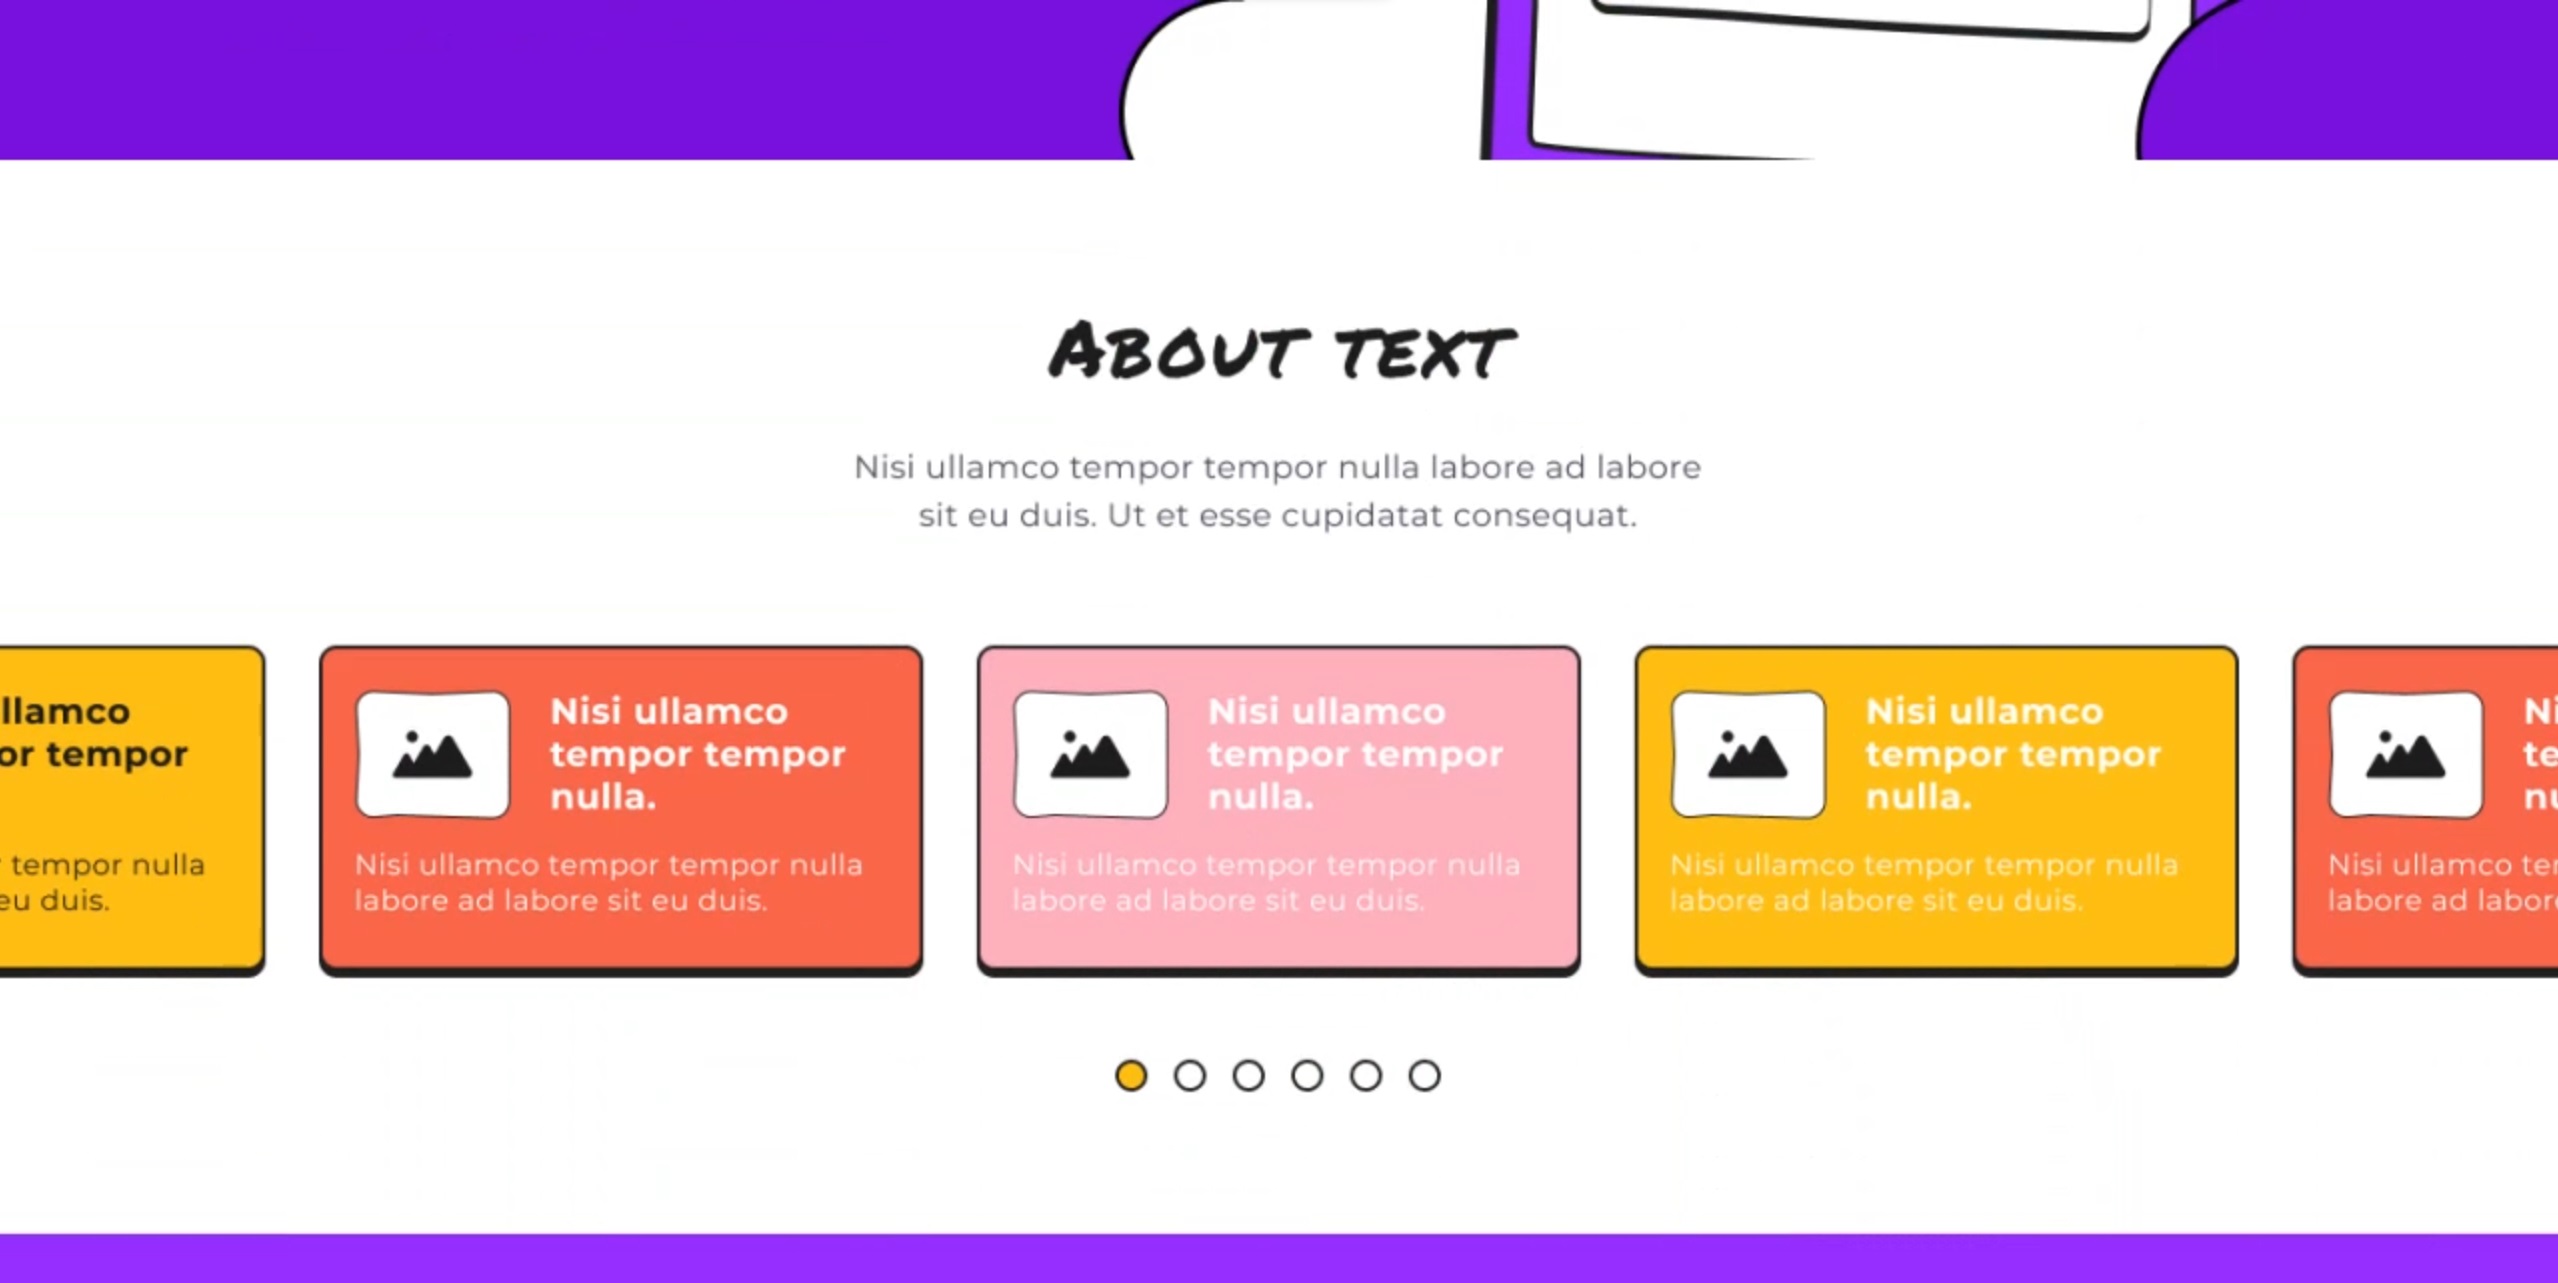 About text
Nisi ullamco tempor tempor nulla labore ad labore
sit eu duis. Ut et esse cupidatat consequat.
llamco
or tempor
tempor nulla
eu duis.
Nisi ullamco
tempor tempor
nulla.
Nisi ullamco tempor tempor nulla
labore ad labore sit eu duis.
Nisi ullamco
tempor tempor
nulla.
Nisi ullamco tempor tempor nulla
labore ad labore sit eu duis.
Nisi ullamco
tempor tempor
nulla.
Nisi ullamco tempor tempor nulla
labore ad labore sit eu duis.
Ni
te
nu
Nisi ullamco ter
labore ad labore